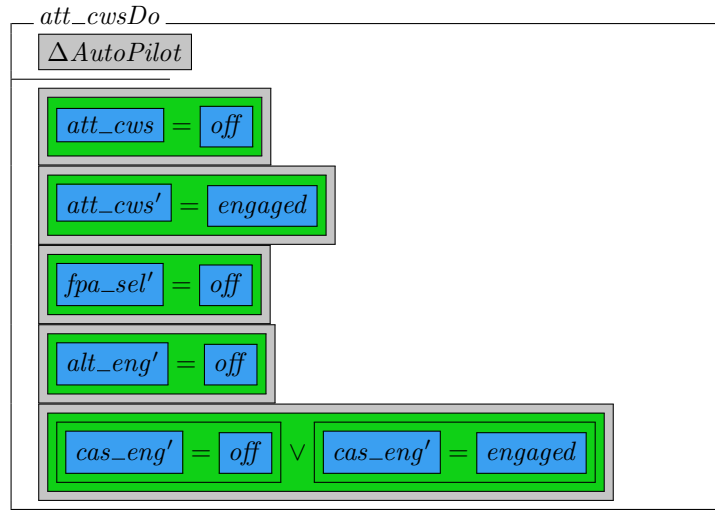 att_cwsDo
ΔAutoPilot
att_cws = off
att_cws′ = engaged
fpa_sel′ = off
alt_eng′ = off
cas_eng′ = off ∨ cas_eng′ = engaged